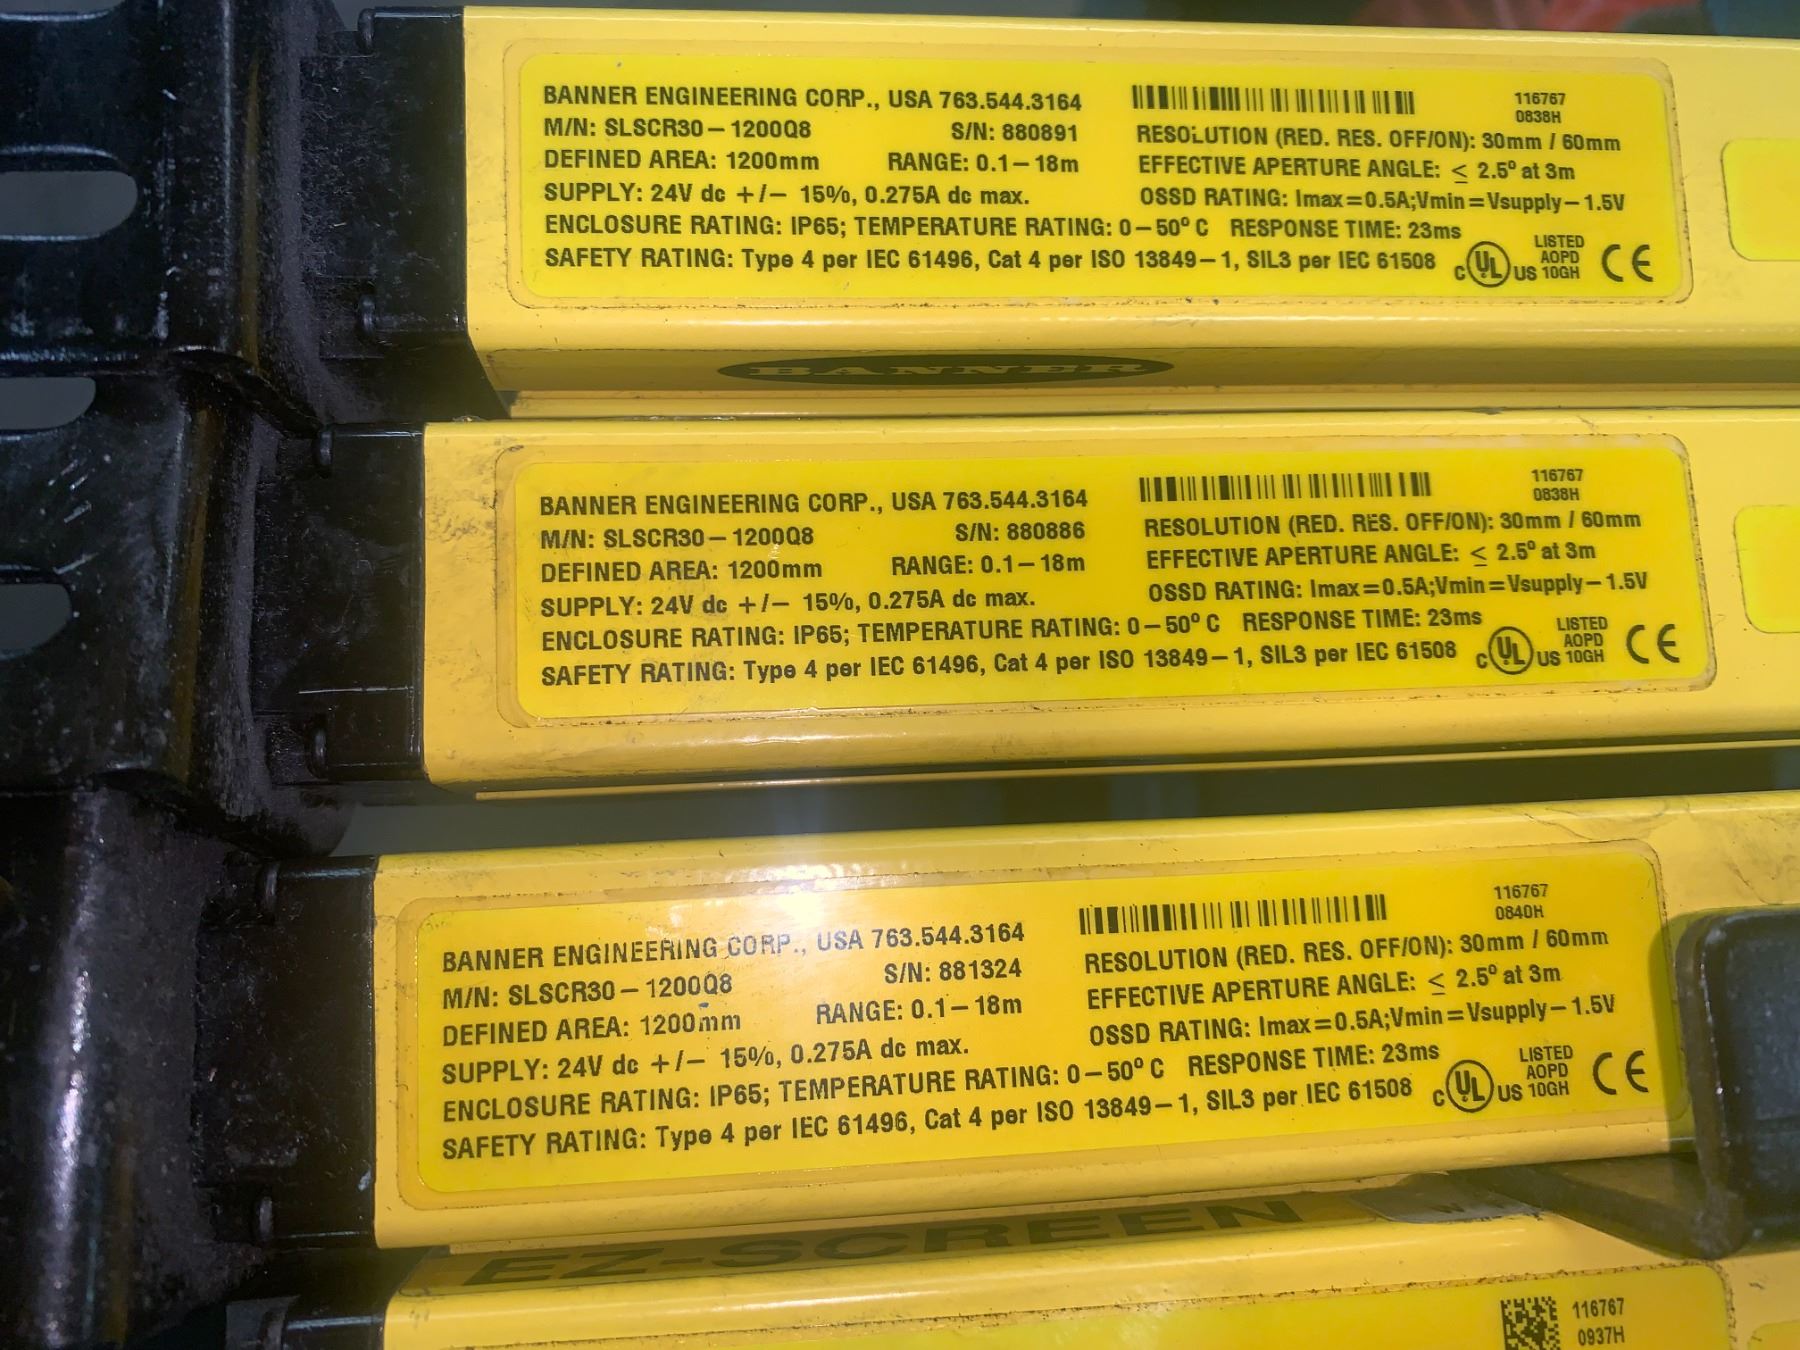 BANNER ENGINEERING CORP., USA 763.544.3164
M/N: SLSCR30–1200Q8 S/N: 880891
DEFINED AREA: 1200mm RANGE: 0.1–18m
SUPPLY: 24V dc +/– 15%, 0.275A dc max.
116767
0838H
RESOLUTION (RED. RES. OFF/ON): 30mm / 60mm
EFFECTIVE APERTURE ANGLE: ≤ 2.5º at 3m
OSSD RATING: Imax=0.5A;Vmin=Vsupply–1.5V
ENCLOSURE RATING: IP65; TEMPERATURE RATING: 0–50º C RESPONSE TIME: 23ms
SAFETY RATING: Type 4 per IEC 61496, Cat 4 per ISO 13849–1, SIL3 per IEC 61508
C UL US
LISTED
AOPD
10GH
CE
BANNER
BANNER ENGINEERING CORP., USA 763.544.3164
M/N: SLSCR30–1200Q8 S/N: 880886
DEFINED AREA: 1200mm RANGE: 0.1–18m
SUPPLY: 24V dc +/– 15%, 0.275A dc max.
116767
0838H
RESOLUTION (RED. RES. OFF/ON): 30mm / 60mm
EFFECTIVE APERTURE ANGLE: ≤ 2.5º at 3m
OSSD RATING: Imax=0.5A;Vmin=Vsupply–1.5V
ENCLOSURE RATING: IP65; TEMPERATURE RATING: 0–50º C RESPONSE TIME: 23ms
SAFETY RATING: Type 4 per IEC 61496, Cat 4 per ISO 13849–1, SIL3 per IEC 61508
C UL US
LISTED
AOPD
10GH
CE
BANNER ENGINEERING CORP., USA 763.544.3164
M/N: SLSCR30–1200Q8 S/N: 881324
DEFINED AREA: 1200mm RANGE: 0.1–18m
SUPPLY: 24V dc +/– 15%, 0.275A dc max.
116767
0840H
RESOLUTION (RED. RES. OFF/ON): 30mm / 60mm
EFFECTIVE APERTURE ANGLE: ≤ 2.5º at 3m
OSSD RATING: Imax=0.5A;Vmin=Vsupply–1.5V
ENCLOSURE RATING: IP65; TEMPERATURE RATING: 0–50º C RESPONSE TIME: 23ms
SAFETY RATING: Type 4 per IEC 61496, Cat 4 per ISO 13849–1, SIL3 per IEC 61508
C UL US
LISTED
AOPD
10GH
CE
EZ-SCREEN
116767
0937H